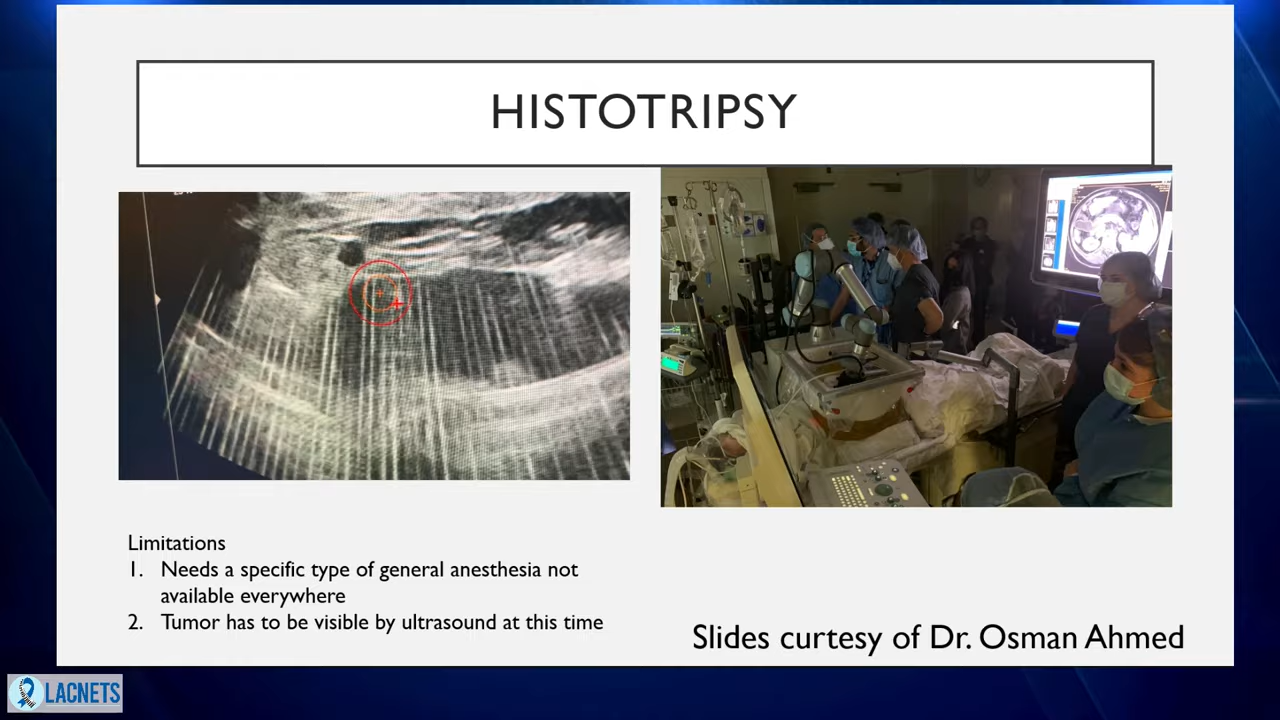 HISTOTRIPSY
Limitations
1. Needs a specific type of general anesthesia not
available everywhere
2. Tumor has to be visible by ultrasound at this time
Slides curtesy of Dr. Osman Ahmed
LACNETS